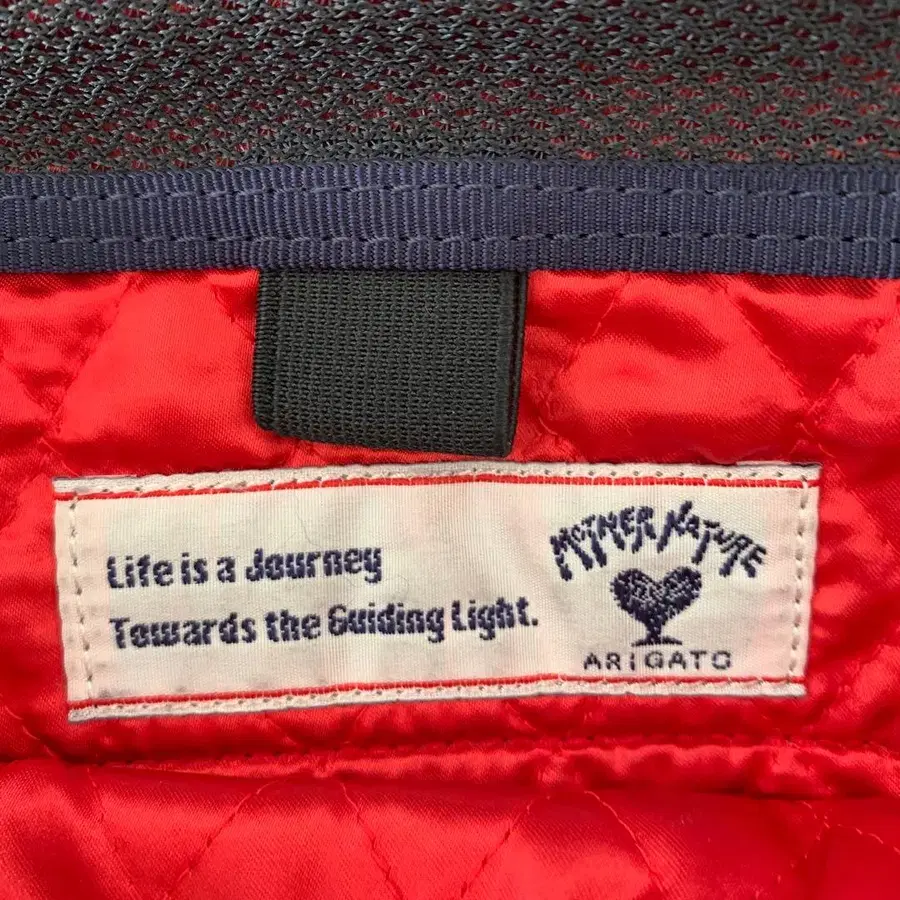 Life is a Journey
Towards the Guiding Light.
MOTHER NATURE
ARIGATO